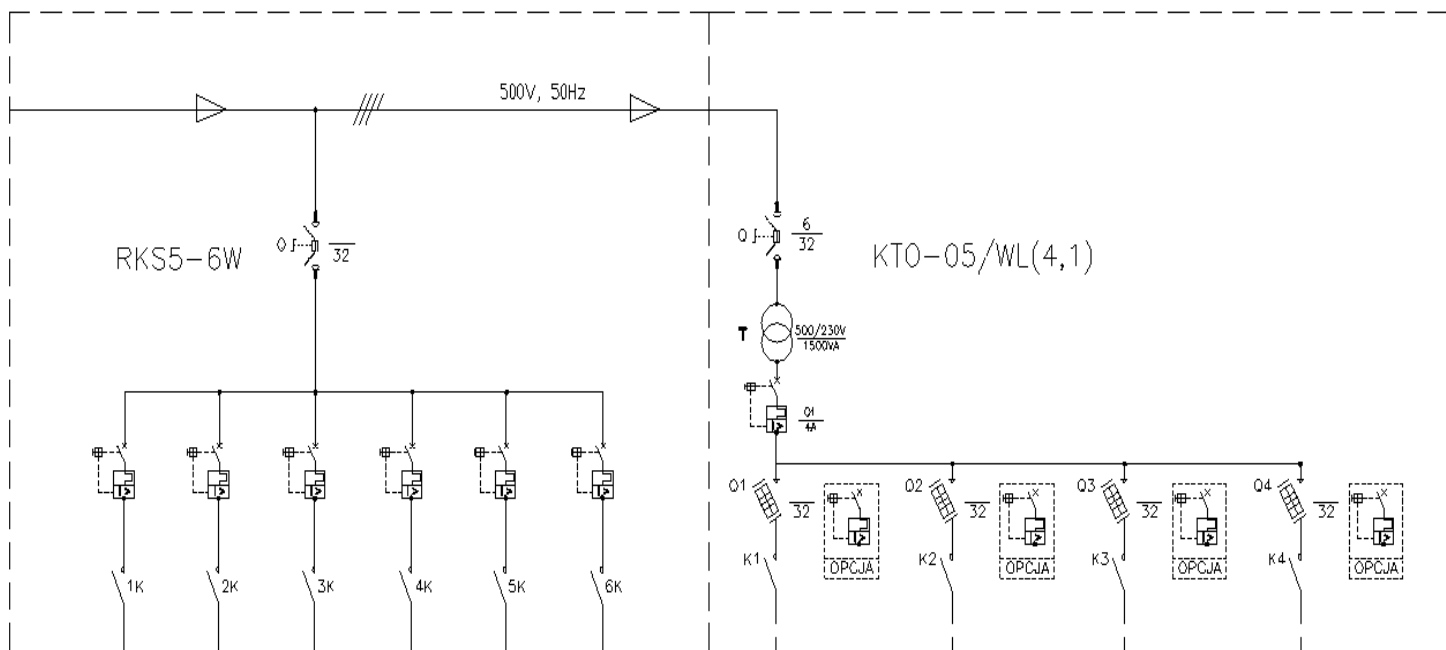 500V, 50Hz
RKS5-6W
Q
32
Q
6
32
KTO-05/WL(4,1)
T
500/230V
1500VA
Q1
4A
Q1
32
Q2
32
Q3
32
Q4
32
K1
OPCJA
K2
OPCJA
K3
OPCJA
K4
OPCJA
1K
2K
3K
4K
5K
6K